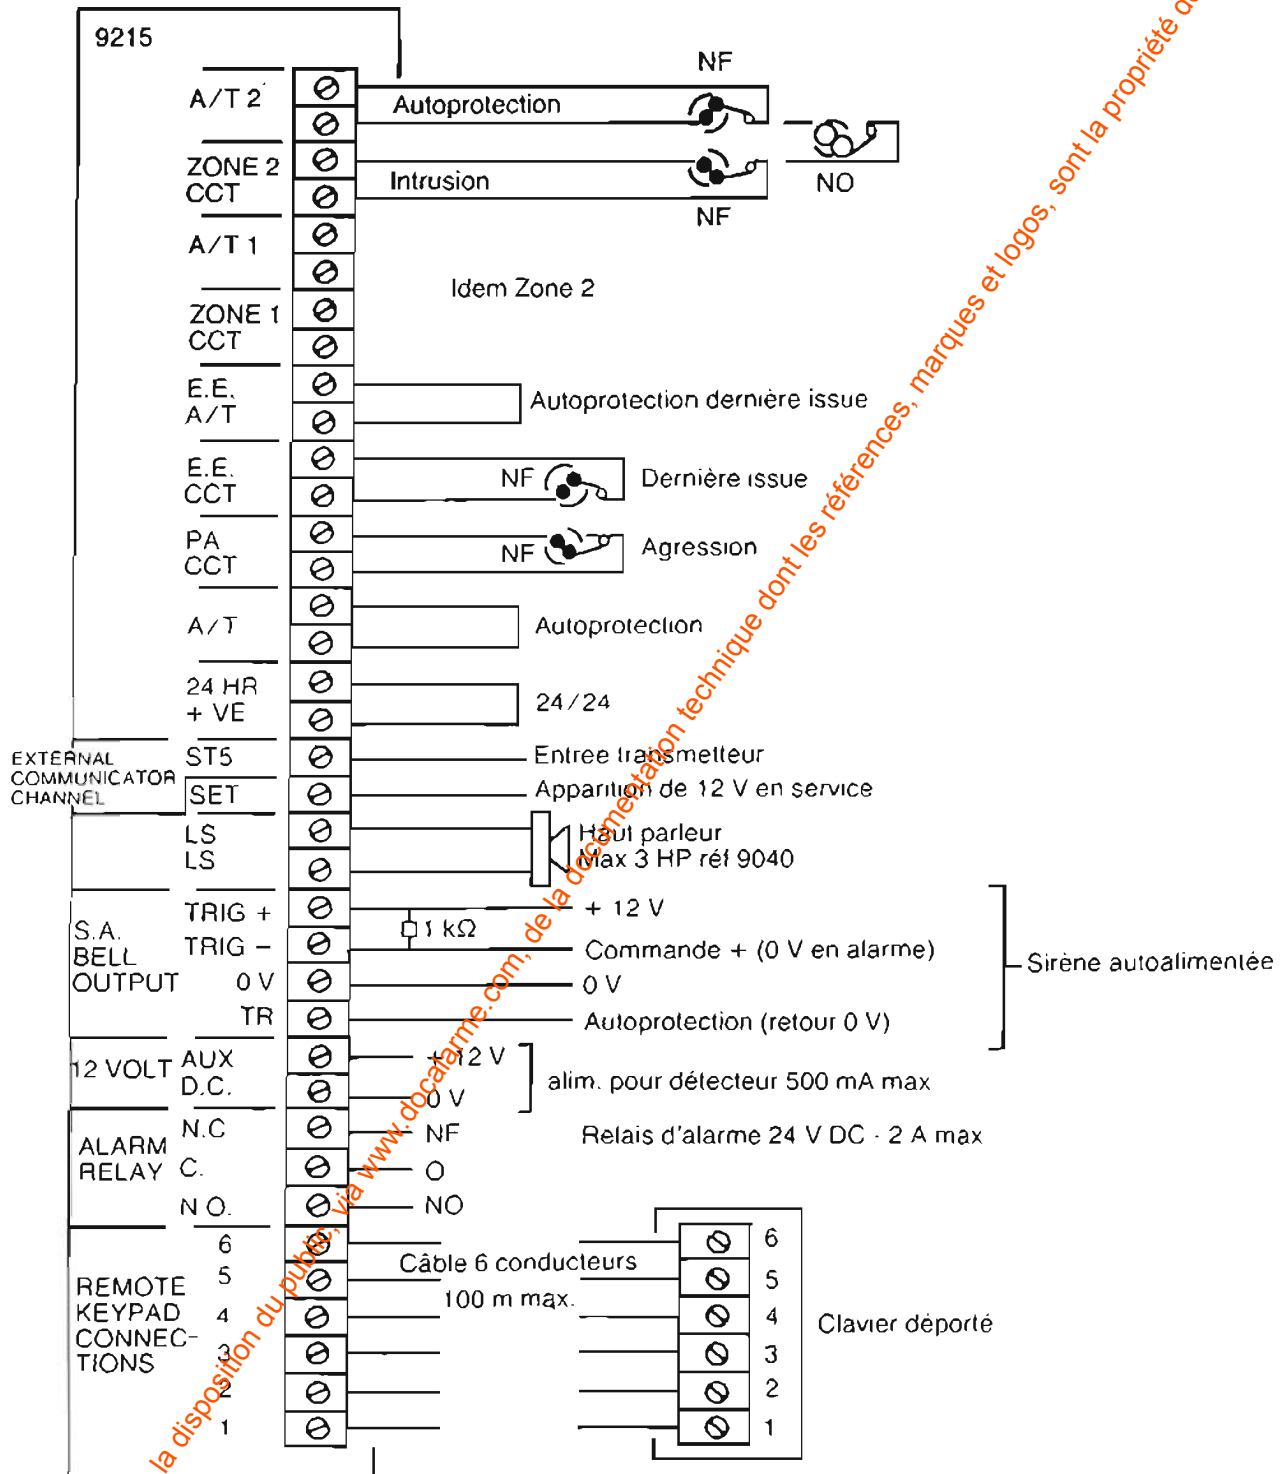 9215
A/T 2
Autoprotection
NF
ZONE 2
CCT
Intrusion
NF
NO
A/T 1
Idem Zone 2
ZONE 1
CCT
E.E.
A/T
Autoprotection dernière issue
E.E.
CCT
NF
Dernière issue
PA
CCT
NF
Agression
A/T
Autoprotection
24 HR
+ VE
24/24
EXTERNAL
COMMUNICATOR
CHANNEL
ST5
Entree transmetteur
SET
Apparition de 12 V en service
LS
LS
Haut parleur
Max 3 HP réf 9040
S.A.
BELL
OUTPUT
TRIG +
1 kΩ
+ 12 V
TRIG −
Commande + (0 V en alarme)
0 V
0 V
TR
Autoprotection (retour 0 V)
Sirène autoalimentée
12 VOLT
AUX
D.C.
+ 12 V
0 V
alim. pour détecteur 500 mA max
ALARM
RELAY
N.C
NF
C.
O
N O.
NO
Relais d'alarme 24 V DC - 2 A max
REMOTE
KEYPAD
CONNEC-
TIONS
6
5
4
3
2
1
Câble 6 conducteurs
100 m max.
6
5
4
3
2
1
Clavier déporté
la disposition du public, via www.docalarme.com, de la documentation technique dont les références, marques et logos, sont la propriété de